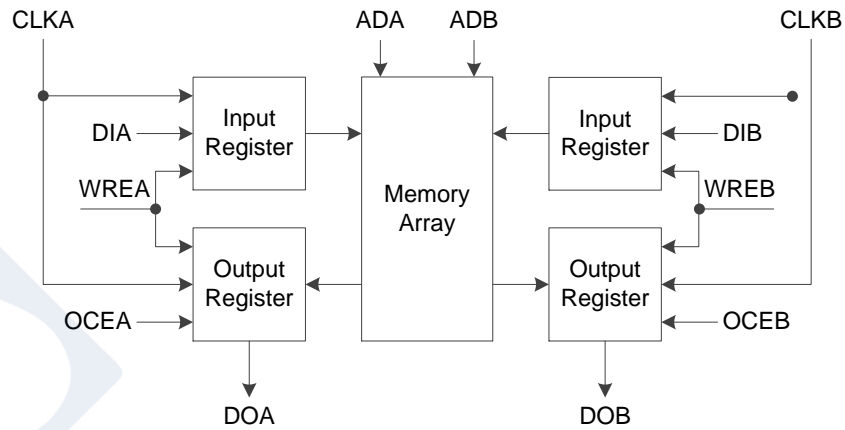 CLKA ADA ADB CLKB
Input
Register
Input
Register
DIA DIB
WREA WREB
Memory
Array
Output
Register
Output
Register
OCEA OCEB
DOA DOB